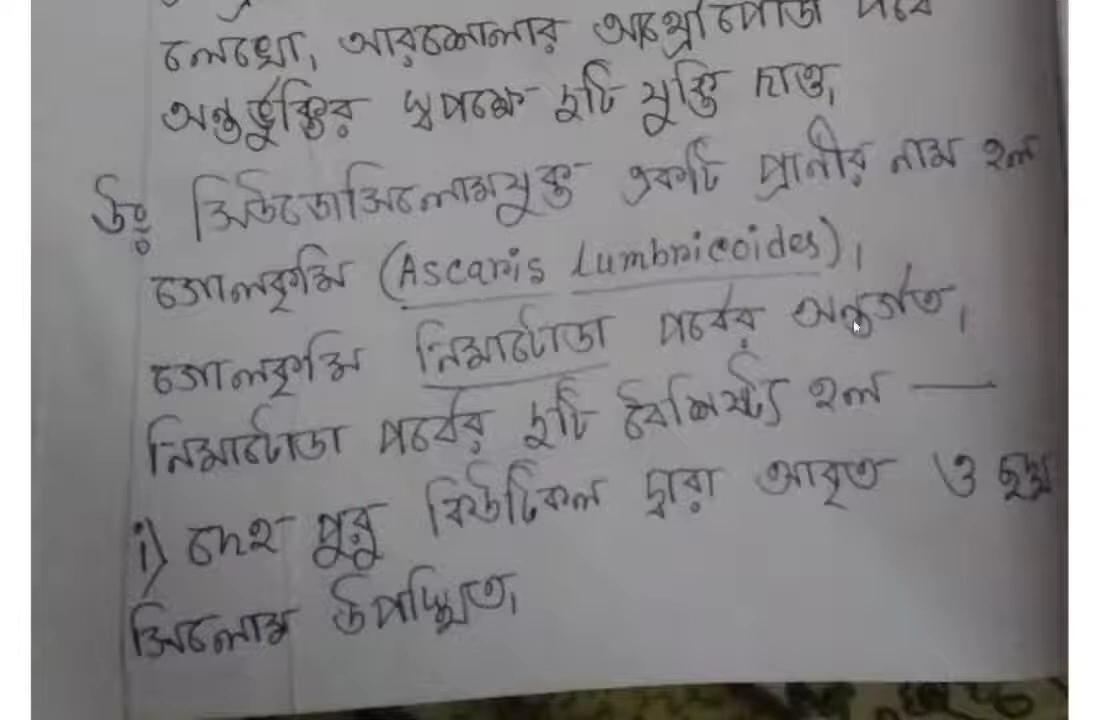 লেখো, আরশোলার আর্থ্রোপোডা পর্বে
অন্তর্ভুক্তির স্বপক্ষে দুটি যুক্তি দাও,
উঃ সিউডোসিলোমযুক্ত একটি প্রানীর নাম হল
গোলকৃমি (Ascaris Lumbricoides)।
গোলকৃমি নিমাটোডা পর্বের অন্তর্গত,
নিমাটোডা পর্বের দুটি বৈশিষ্ট্য হল —
i) দেহ পুরু কিউটিকল দ্বারা আবৃত ও ছদ্ম
সিলোম উপস্থিত,